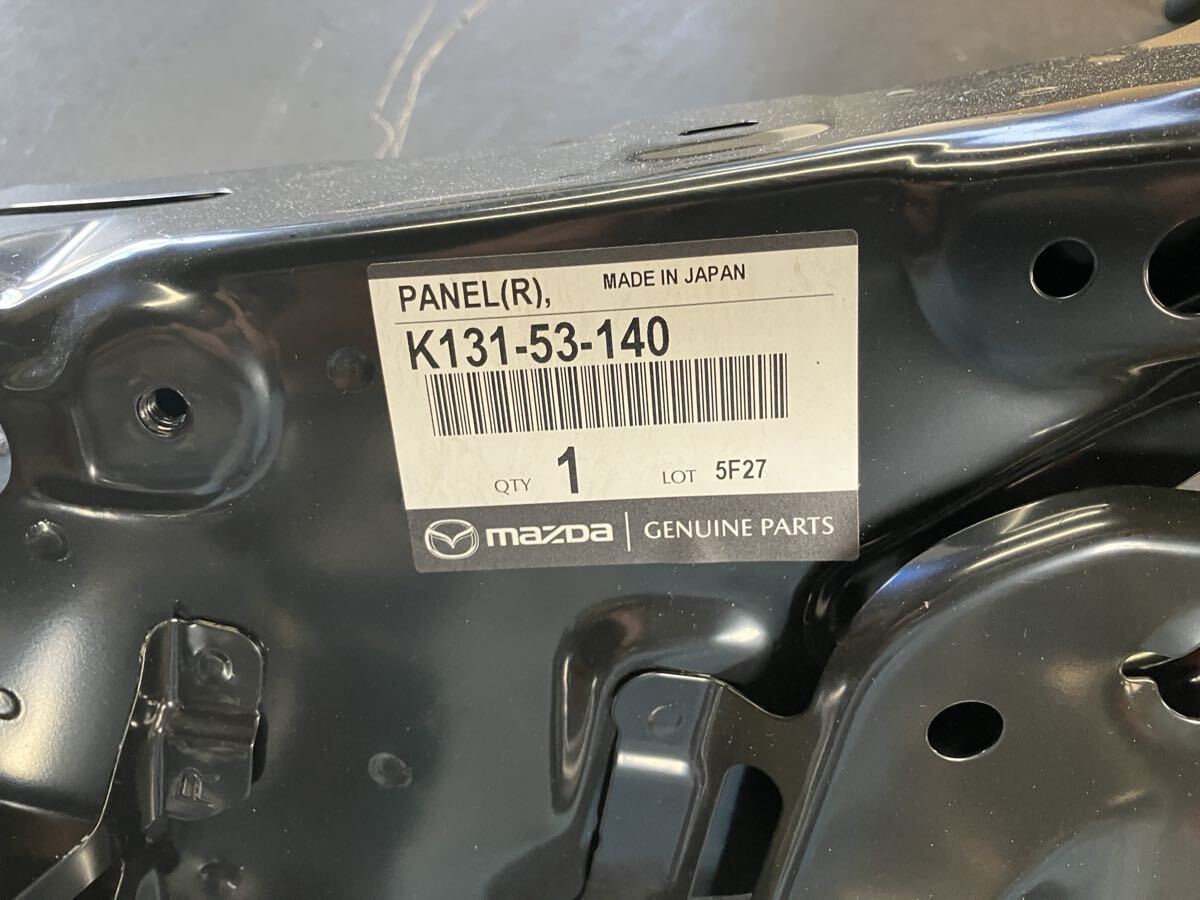 PANEL(R), MADE IN JAPAN
K131-53-140
QTY 1 LOT 5F27
mazda | GENUINE PARTS
R